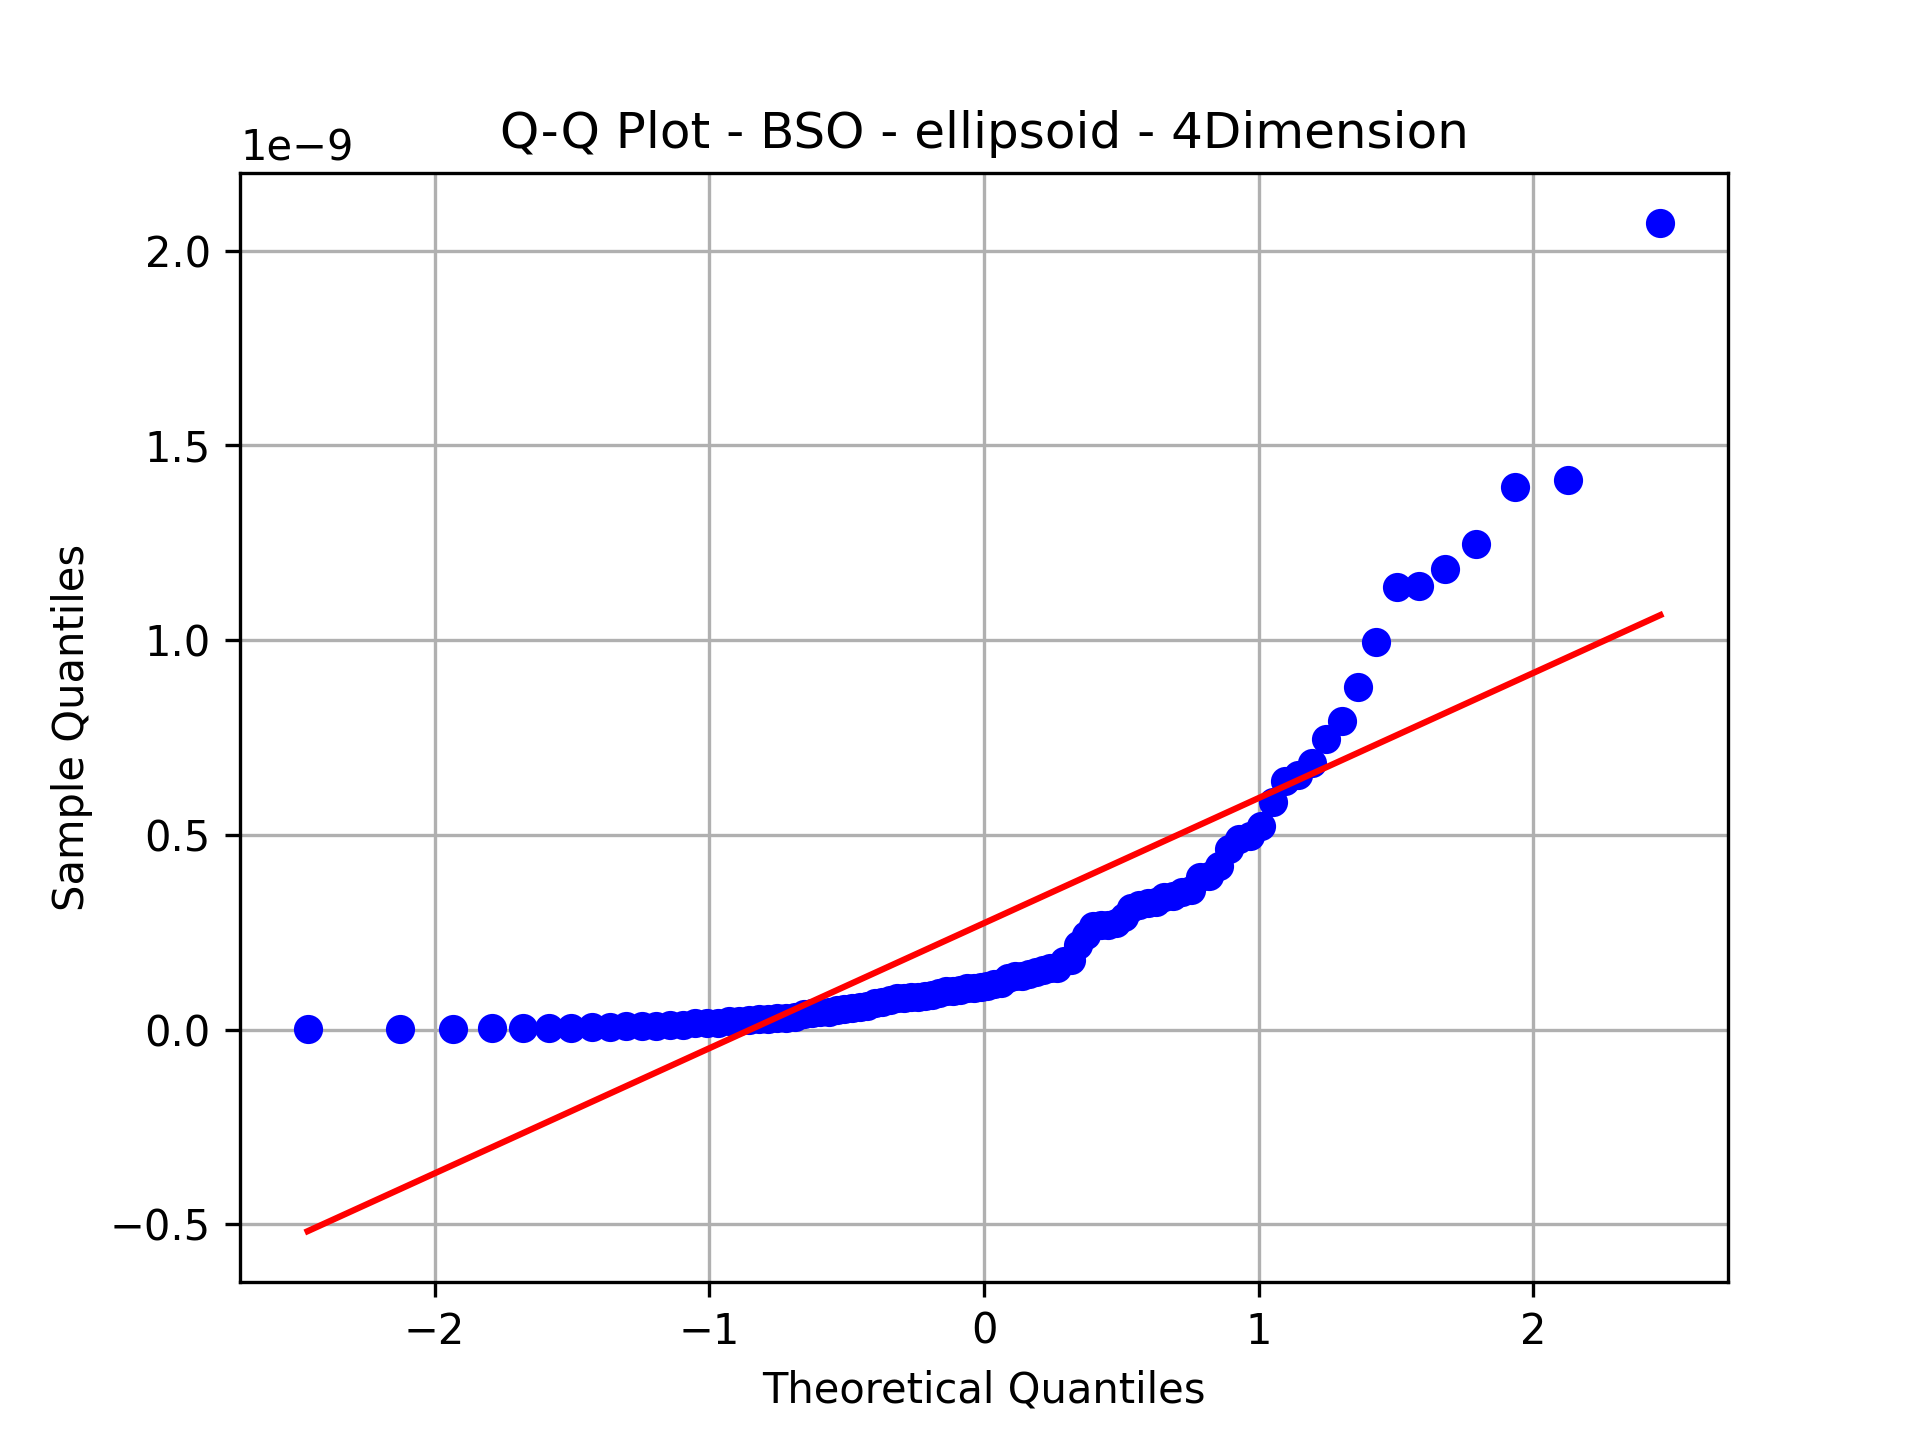 Q-Q Plot - BSO - ellipsoid - 4Dimension
1e−9
2.0
1.5
1.0
0.5
0.0
−0.5
Sample Quantiles
−2
−1
0
1
2
Theoretical Quantiles